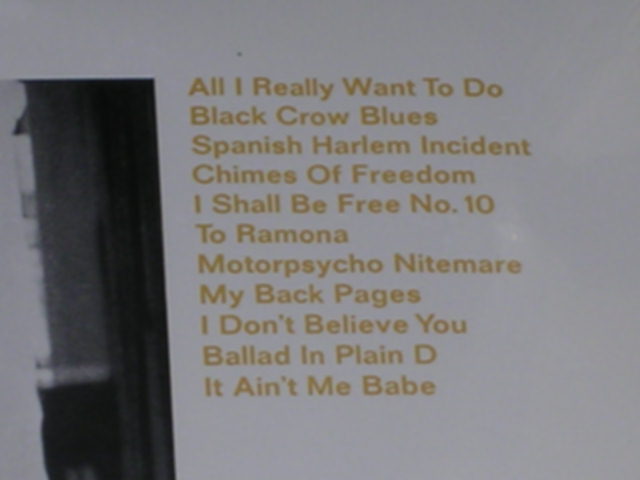 All I Really Want To Do
Black Crow Blues
Spanish Harlem Incident
Chimes Of Freedom
I Shall Be Free No. 10
To Ramona
Motorpsycho Nitemare
My Back Pages
I Don't Believe You
Ballad In Plain D
It Ain't Me Babe